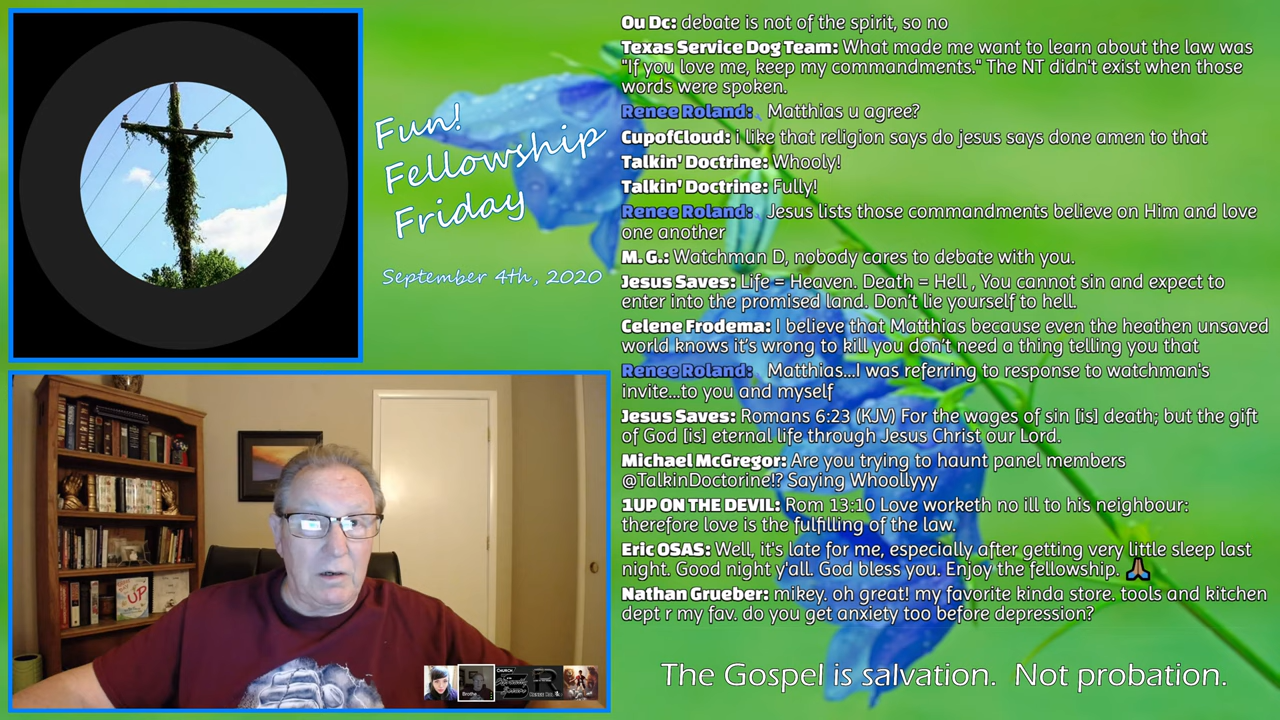 Fun!
Fellowship
Friday
September 4th, 2020
Ou Dc: debate is not of the spirit, so no
Texas Service Dog Team: What made me want to learn about the law was
"If you love me, keep my commandments." The NT didn't exist when those
words were spoken.
Renee Roland: Matthias u agree?
CupofCloud: i like that religion says do jesus says done amen to that
Talkin' Doctrine: Whooly!
Talkin' Doctrine: Fully!
Renee Roland: Jesus lists those commandments believe on Him and love
one another
M. G.: Watchman D, nobody cares to debate with you.
Jesus Saves: Life = Heaven. Death = Hell , You cannot sin and expect to
enter into the promised land. Don't lie yourself to hell.
Celene Frodema: I believe that Matthias because even the heathen unsaved
world knows it's wrong to kill you don't need a thing telling you that
Renee Roland: Matthias...I was referring to response to watchman's
invite...to you and myself
Jesus Saves: Romans 6:23 (KJV) For the wages of sin [is] death; but the gift
of God [is] eternal life through Jesus Christ our Lord.
Michael McGregor: Are you trying to haunt panel members
@TalkinDoctorine!? Saying Whoollyyy
1UP ON THE DEVIL: Rom 13:10 Love worketh no ill to his neighbour:
therefore love is the fulfilling of the law.
Eric OSAS: Well, it's late for me, especially after getting very little sleep last
night. Good night y'all. God bless you. Enjoy the fellowship. 🙏🏽
Nathan Grueber: mikey. oh great! my favorite kinda store. tools and kitchen
dept r my fav. do you get anxiety too before depression?
The Gospel is salvation. Not probation.
UP